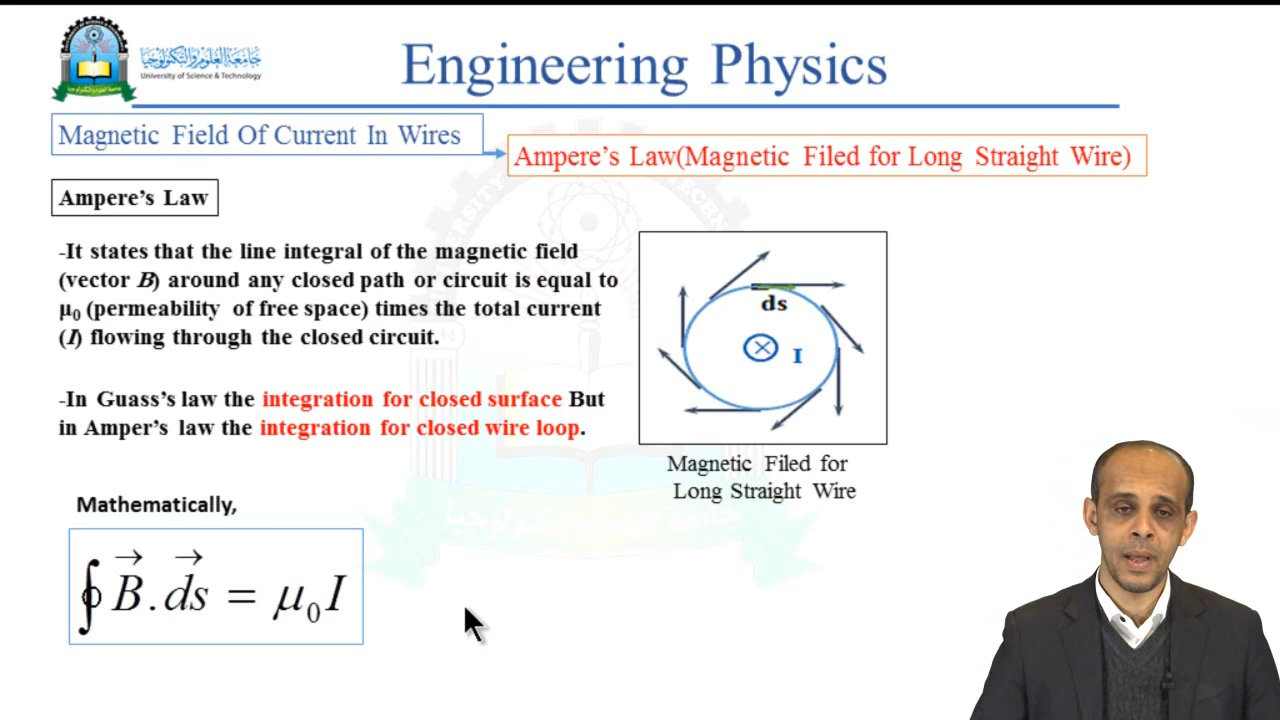 جامعة العلوم والتكنولوجيا
University of Science & Technology
Engineering Physics
Magnetic Field Of Current In Wires
Ampere's Law(Magnetic Filed for Long Straight Wire)
Ampere's Law
-It states that the line integral of the magnetic field
(vector B) around any closed path or circuit is equal to
μ₀ (permeability of free space) times the total current
(I) flowing through the closed circuit.
-In Guass's law the integration for closed surface But
in Amper's law the integration for closed wire loop.
ds
I
Magnetic Filed for
Long Straight Wire
Mathematically,
∮ B⃗ . ds⃗ = μ₀I